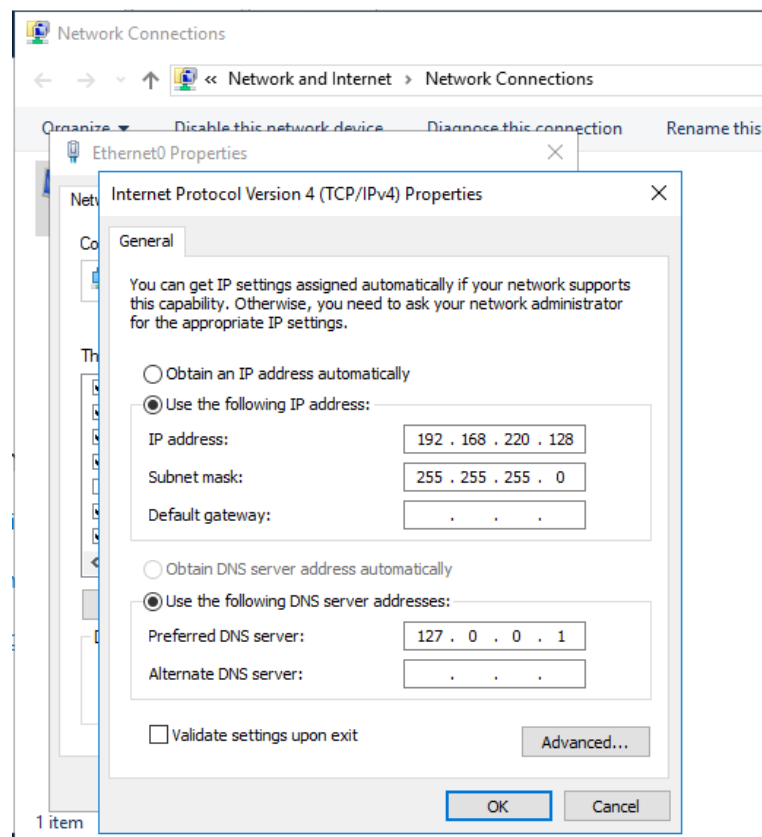 Network Connections
« Network and Internet › Network Connections
Organize Disable this network device Diagnose this connection Rename this
Ethernet0 Properties
Internet Protocol Version 4 (TCP/IPv4) Properties
General
You can get IP settings assigned automatically if your network supports
this capability. Otherwise, you need to ask your network administrator
for the appropriate IP settings.
Obtain an IP address automatically
Use the following IP address:
IP address: 192 . 168 . 220 . 128
Subnet mask: 255 . 255 . 255 . 0
Default gateway: . . .
Obtain DNS server address automatically
Use the following DNS server addresses:
Preferred DNS server: 127 . 0 . 0 . 1
Alternate DNS server: . . .
Validate settings upon exit
Advanced...
OK Cancel
1 item